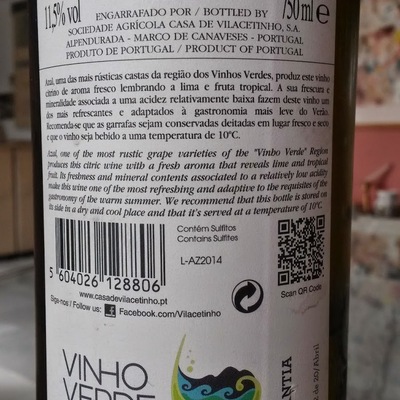 11,5% vol
ENGARRAFADO POR / BOTTLED BY
750 ml e
SOCIEDADE AGRÍCOLA CASA DE VILACETINHO, S.A.
ALPENDURADA - MARCO DE CANAVESES - PORTUGAL
PRODUTO DE PORTUGAL / PRODUCT OF PORTUGAL
Azal, uma das mais rústicas castas da região dos Vinhos Verdes, produz este vinho
citrino de aroma fresco lembrando a lima e fruta tropical. A sua frescura e
mineralidade associada a uma acidez relativamente baixa fazem deste vinho um
dos mais refrescantes e adaptados à gastronomia mais leve do Verão.
Recomenda-se que as garrafas sejam conservadas deitadas em lugar fresco e seco
e que o vinho seja bebido a uma temperatura de 10ºC.
Azal, one of the most rustic grape varieties of the "Vinho Verde" Region
produces this citric wine with a fresh aroma that reveals lime and tropical
fruit. Its freshness and mineral contents associated to a relatively low acidity
make this wine one of the most refreshing and adaptive to the requisites of the
gastronomy of the warm summer. We recommend that this bottle is stored on
its side in a dry and cool place and that it's served at a temperature of 10ºC.
Contém Sulfitos
Contains Sulfites
L-AZ2014
5 604026 128806
Scan QR Code
www.casadevilacetinho.pt
Siga-nos / Follow us: f Facebook.com/Vilacetinho
VINHO
VERDE